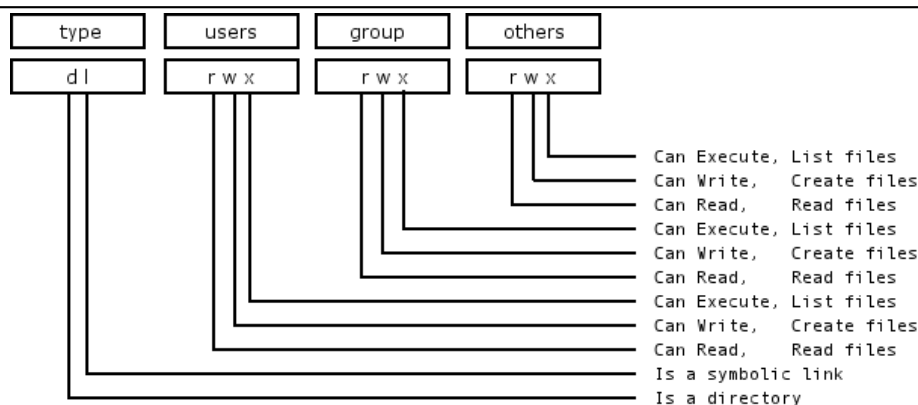 type users group others
d l r w x r w x r w x
Can Execute, List files
Can Write, Create files
Can Read, Read files
Can Execute, List files
Can Write, Create files
Can Read, Read files
Can Execute, List files
Can Write, Create files
Can Read, Read files
Is a symbolic link
Is a directory